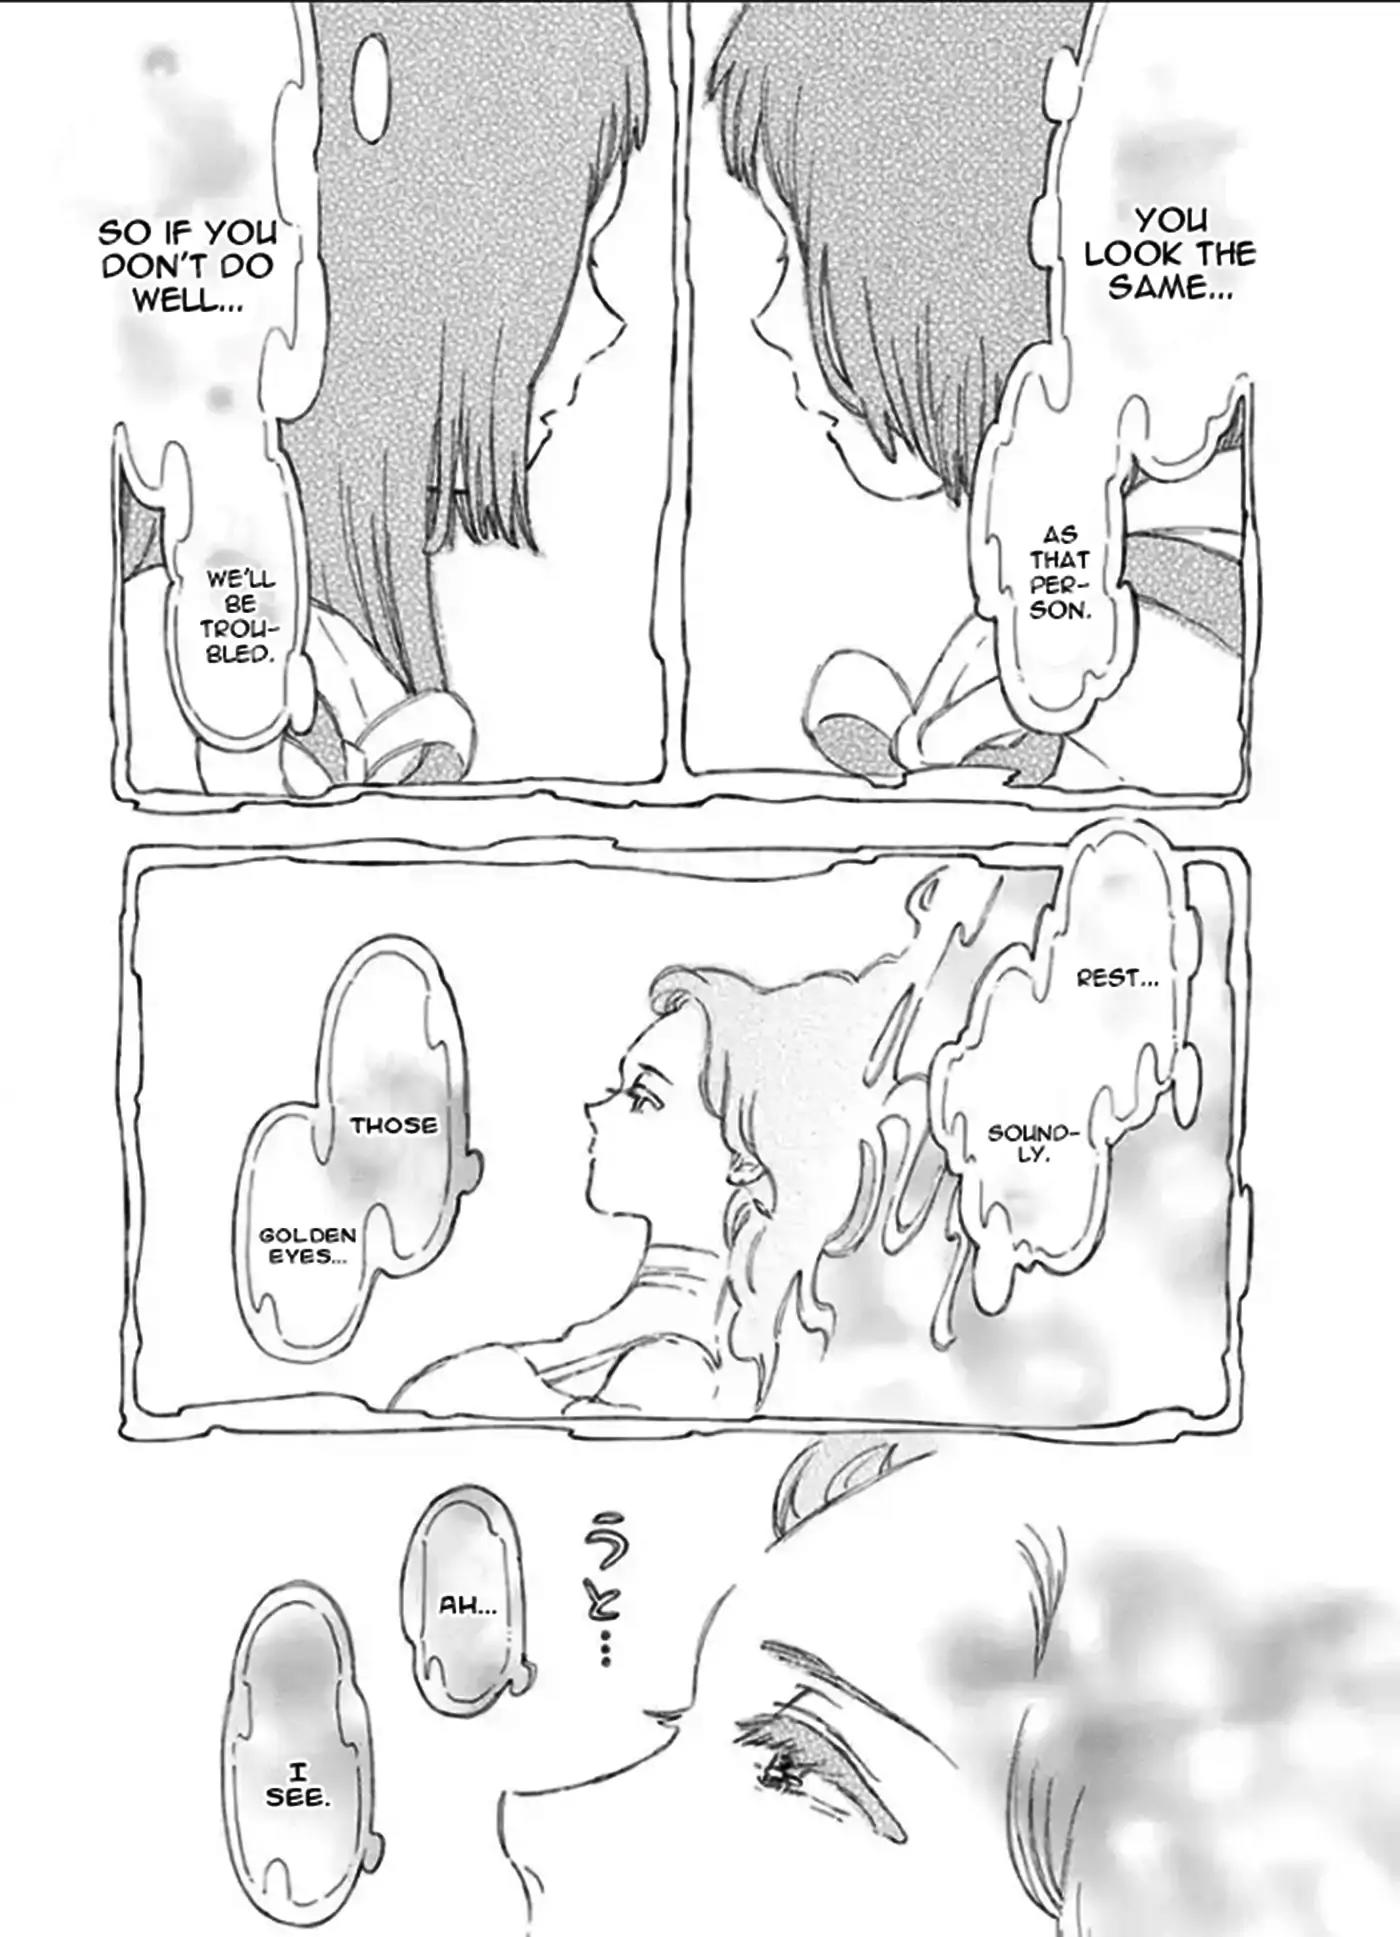 YOU
LOOK THE
SAME...
AS
THAT
PER-
SON.
SO IF YOU
DON'T DO
WELL...
WE'LL
BE
TROU-
BLED.
REST...
SOUND-
LY.
THOSE
GOLDEN
EYES...
うと…
AH...
I
SEE.